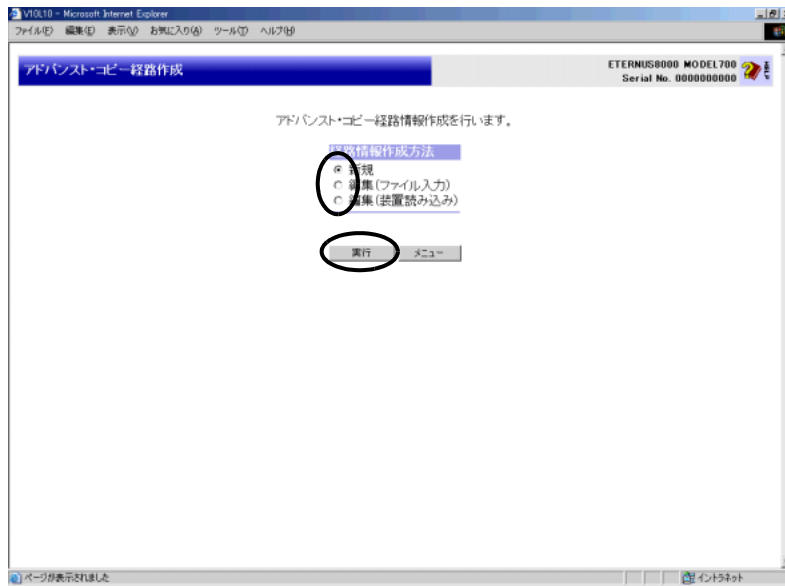 V10L10 - Microsoft Internet Explorer
ファイル(F) 編集(E) 表示(V) お気に入り(A) ツール(T) ヘルプ(H)
アドバンスト・コピー経路作成
ETERNUS8000 MODEL700
Serial No. 0000000000
HELP
アドバンスト・コピー経路情報作成を行います。
経路情報作成方法
新規
編集(ファイル入力)
編集(装置読み込み)
実行 メニュー
ページが表示されました
イントラネット